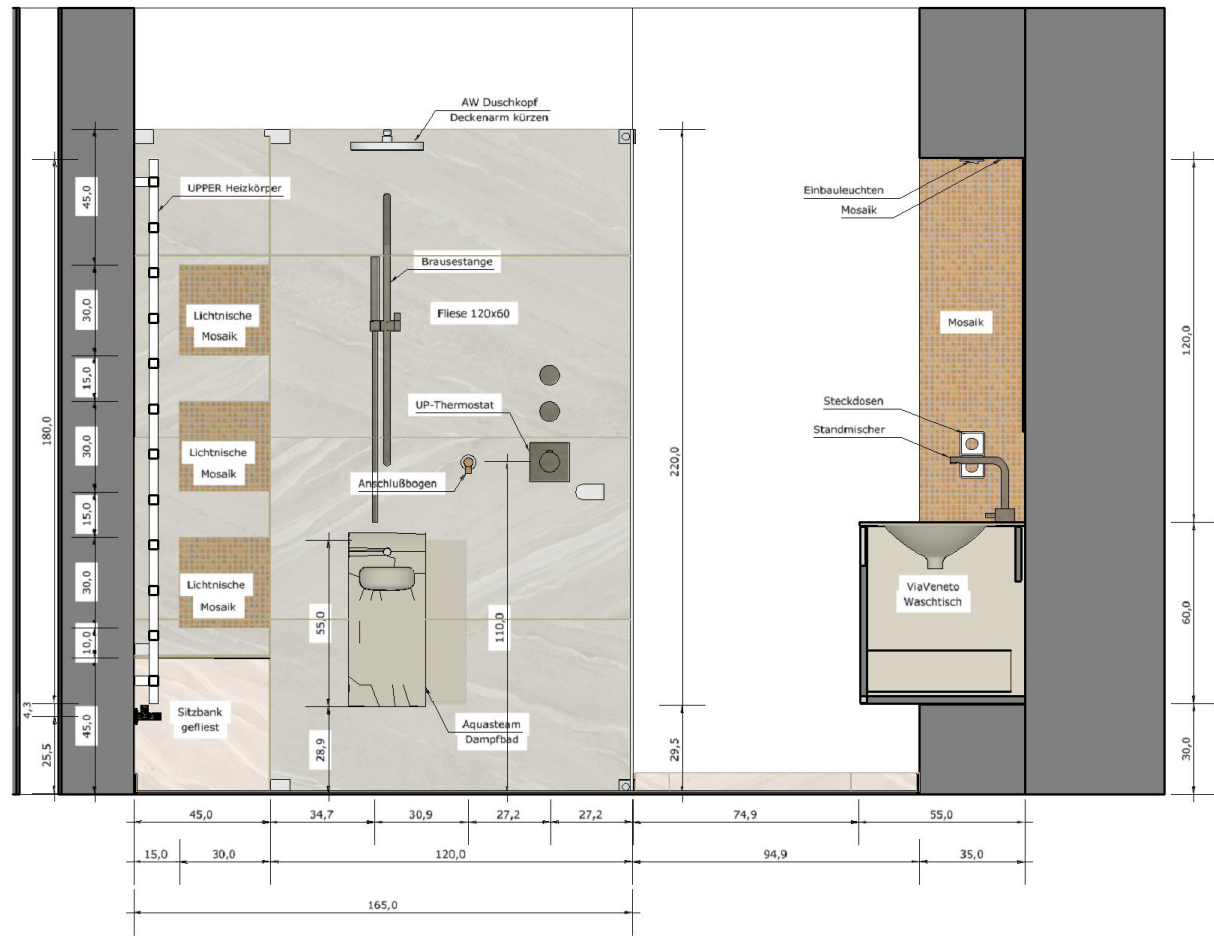 AW Duschkopf
Deckenarm kürzen
UPPER Heizkörper
Einbauleuchten
Mosaik
45,0
Brausestange
Lichtnische
Mosaik
Fliese 120x60
Mosaik
30,0
120,0
15,0
UP-Thermostat
Steckdosen
Standmischer
180,0
30,0
Lichtnische
Mosaik
220,0
Anschlußbogen
15,0
30,0
Lichtnische
Mosaik
55,0
110,0
ViaVeneto
Waschtisch
60,0
10,0
4,3
45,0
Sitzbank
gefliest
Aquasteam
Dampfbad
25,5
28,9
29,5
30,0
45,0
34,7
30,9
27,2
27,2
74,9
55,0
15,0
30,0
120,0
94,9
35,0
165,0